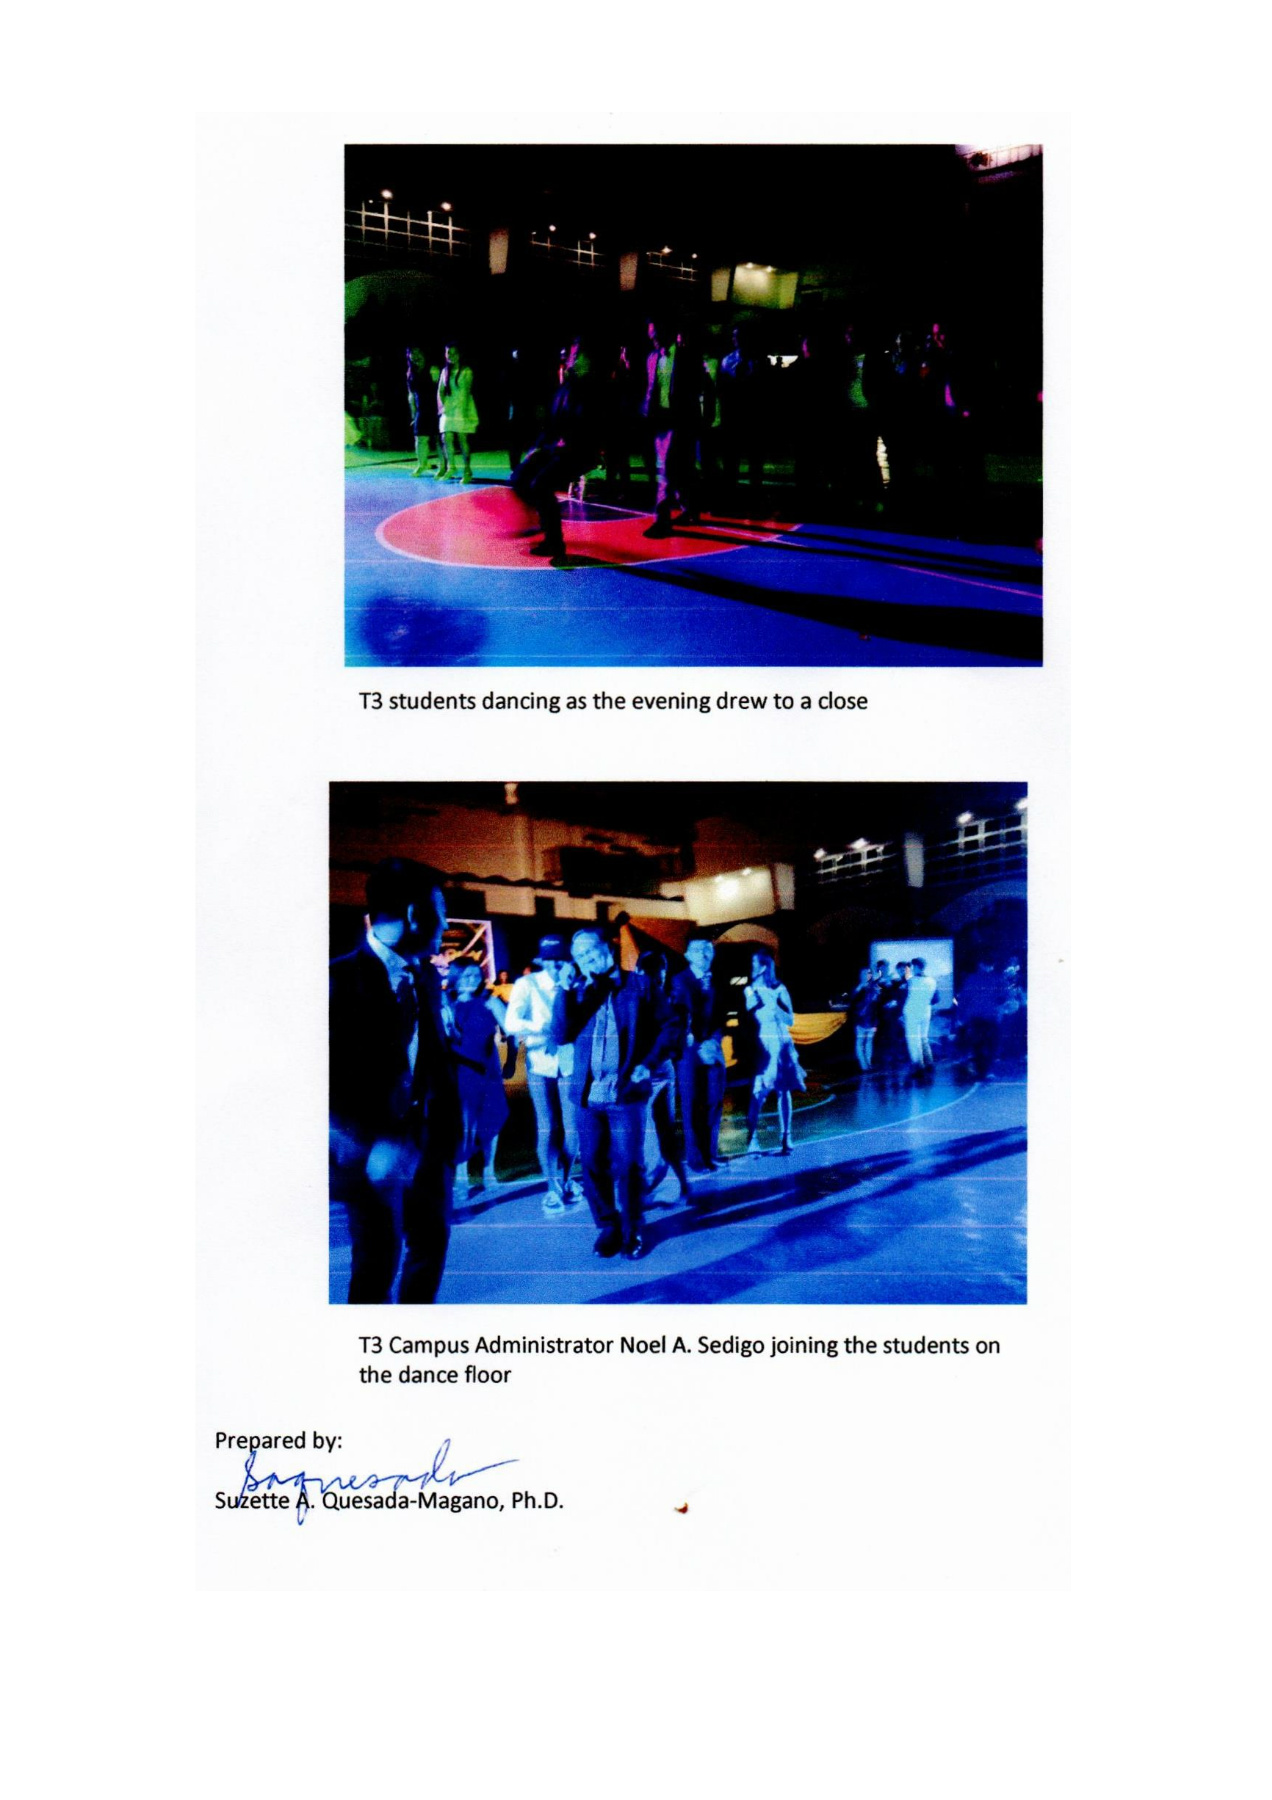 T3 students dancing as the evening drew to a close
T3 Campus Administrator Noel A. Sedigo joining the students on
the dance floor
Prepared by:
Saquesada
Suzette A. Quesada-Magano, Ph.D.